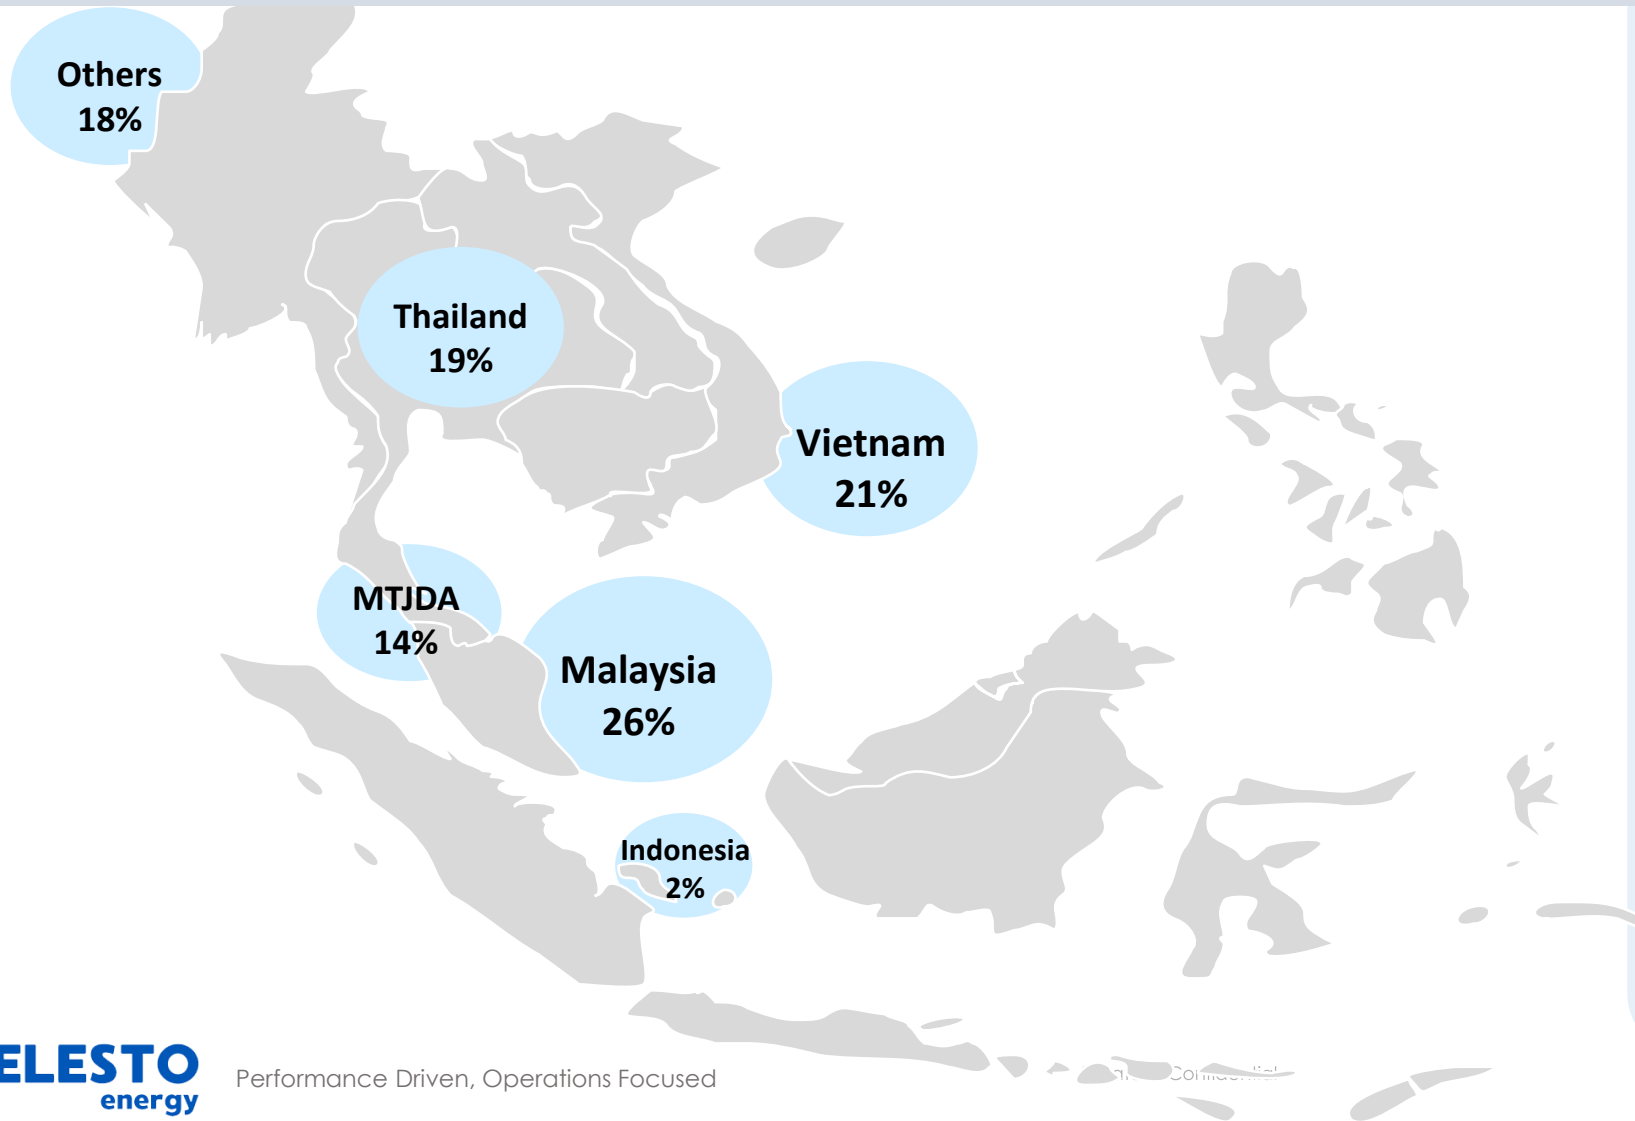 Others
18%
Thailand
19%
Vietnam
21%
MTJDA
14%
Malaysia
26%
Indonesia
2%
ELESTO
energy
Performance Driven, Operations Focused